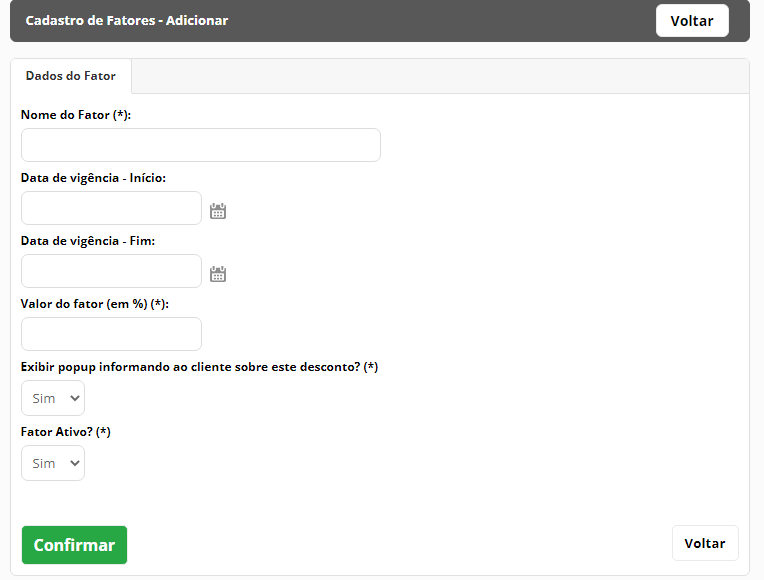 Cadastro de Fatores - Adicionar
Voltar
Dados do Fator
Nome do Fator (*):
Data de vigência - Início:
Data de vigência - Fim:
Valor do fator (em %) (*):
Exibir popup informando ao cliente sobre este desconto? (*)
Sim
Fator Ativo? (*)
Sim
Confirmar
Voltar